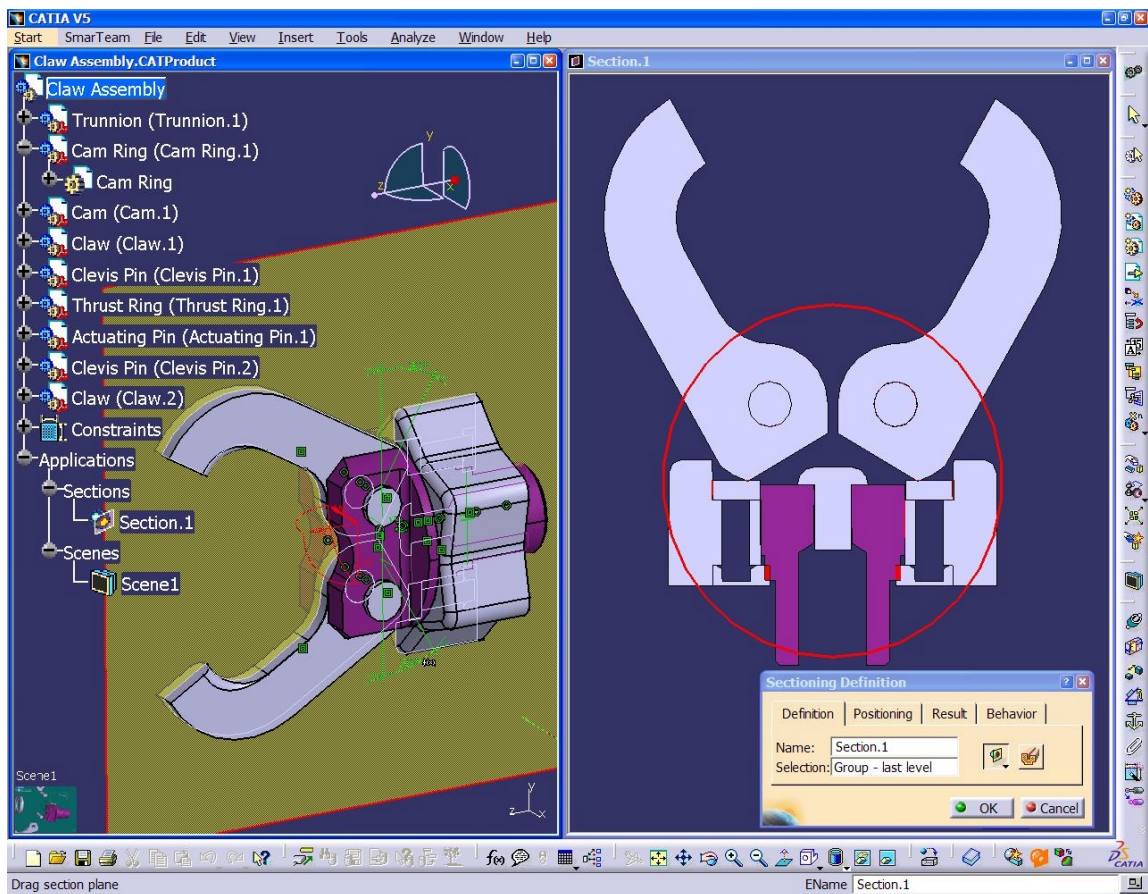 CATIA V5
Start SmarTeam File Edit View Insert Tools Analyze Window Help
Claw Assembly.CATProduct
Claw Assembly
Trunnion (Trunnion.1)
Cam Ring (Cam Ring.1)
Cam Ring
Cam (Cam.1)
Claw (Claw.1)
Clevis Pin (Clevis Pin.1)
Thrust Ring (Thrust Ring.1)
Actuating Pin (Actuating Pin.1)
Clevis Pin (Clevis Pin.2)
Claw (Claw.2)
Constraints
Applications
Sections
Section.1
Scenes
Scene1
y
z
x
Scene1
y
z
x
Section.1
Sectioning Definition
Definition Positioning Result Behavior
Name: Section.1
Selection: Group - last level
OK Cancel
f(x)
CATIA
Drag section plane
EName Section.1